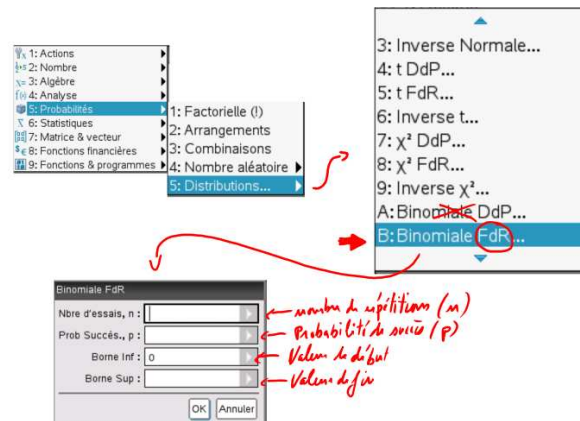 1: Actions
2: Nombre
3: Algèbre
4: Analyse
5: Probabilités
6: Statistiques
7: Matrice & vecteur
8: Fonctions financières
9: Fonctions & programmes
1: Factorielle (!)
2: Arrangements
3: Combinaisons
4: Nombre aléatoire
5: Distributions...
3: Inverse Normale...
4: t DdP...
5: t FdR...
6: Inverse t...
7: χ² DdP...
8: χ² FdR...
9: Inverse χ²...
A: Binomiale DdP...
B: Binomiale FdR...
Binomiale FdR
Nbre d'essais, n :
nombre de répétitions (n)
Prob Succés., p :
Probabilité de succès (p)
Borne Inf : 0
Valeur de début
Borne Sup :
Valeur de fin
OK Annuler